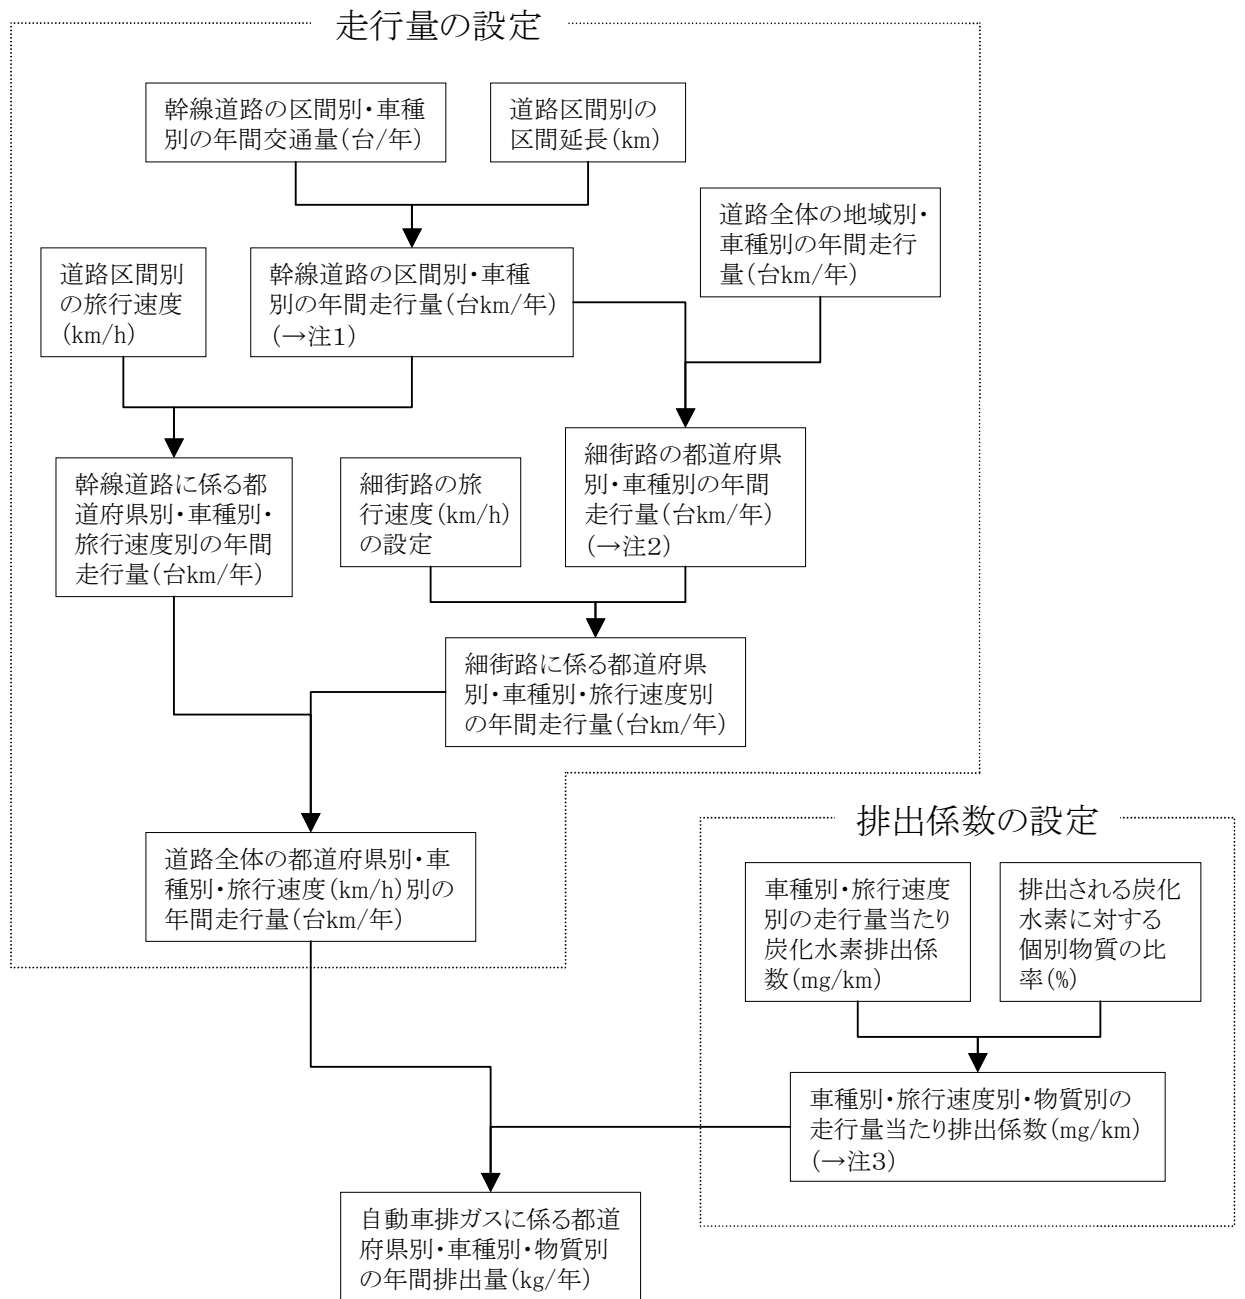 走行量の設定
幹線道路の区間別・車種
別の年間交通量(台/年)
道路区間別の
区間延長(km)
道路全体の地域別・
車種別の年間走行
量(台km/年)
道路区間別
の旅行速度
(km/h)
幹線道路の区間別・車種
別の年間走行量(台km/年)
(→注1)
幹線道路に係る都
道府県別・車種別・
旅行速度別の年間
走行量(台km/年)
細街路の旅
行速度(km/h)
の設定
細街路の都道府県
別・車種別の年間
走行量(台km/年)
(→注2)
細街路に係る都道府県
別・車種別・旅行速度別
の年間走行量(台km/年)
道路全体の都道府県別・車
種別・旅行速度(km/h)別の
年間走行量(台km/年)
排出係数の設定
車種別・旅行速度
別の走行量当たり
炭化水素排出係
数(mg/km)
排出される炭化
水素に対する
個別物質の比
率(%)
車種別・旅行速度別・物質別の
走行量当たり排出係数(mg/km)
(→注3)
自動車排ガスに係る都道
府県別・車種別・物質別
の年間排出量(kg/年)